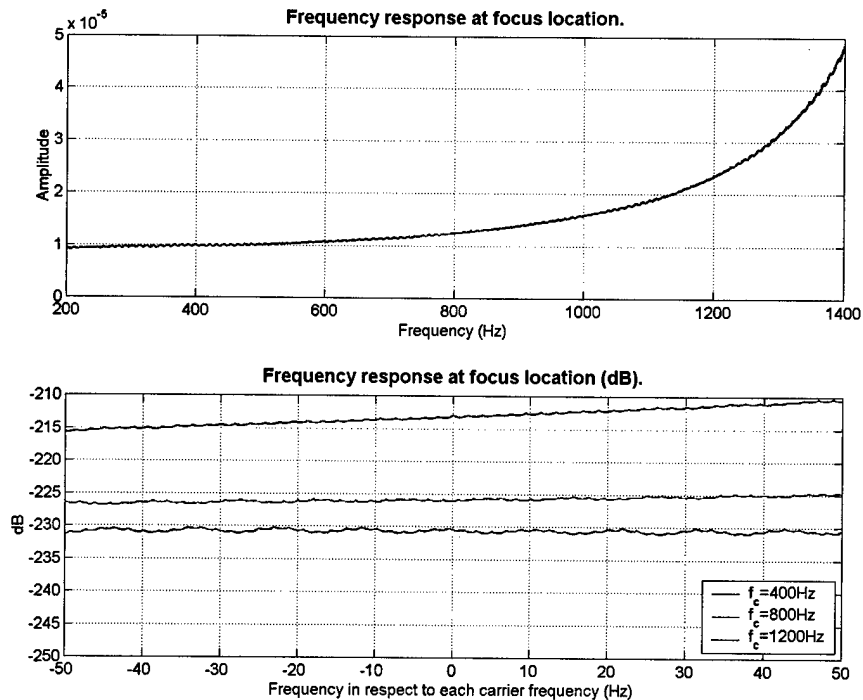 Frequency response at focus location.
5 x 10^-5
4
3
2
1
0
Amplitude
200 400 600 800 1000 1200 1400
Frequency (Hz)
Frequency response at focus location (dB).
-210
-215
-220
-225
-230
-235
-240
-245
-250
dB
f_c=400Hz
f_c=800Hz
f_c=1200Hz
-50 -40 -30 -20 -10 0 10 20 30 40 50
Frequency in respect to each carrier frequency (Hz)